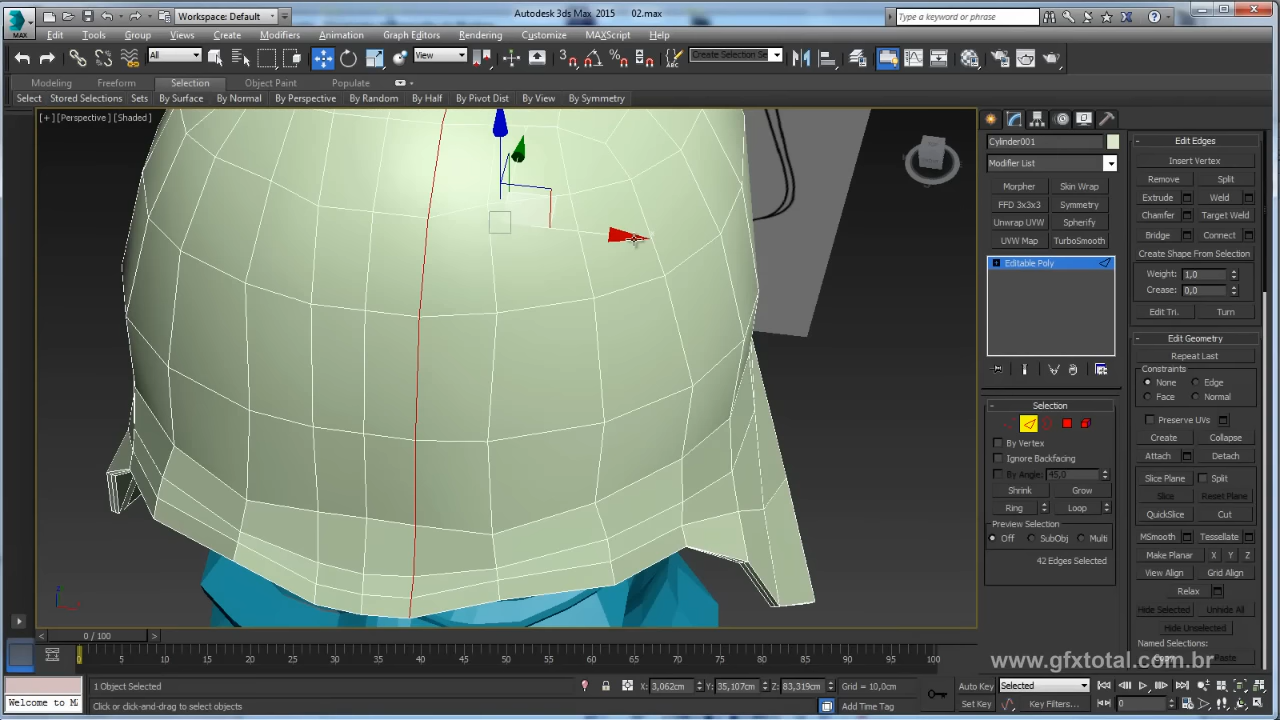 MAX
Workspace: Default
Autodesk 3ds Max 2015 02.max
Type a keyword or phrase
Edit Tools Group Views Create Modifiers Animation Graph Editors Rendering Customize MAXScript Help
All
View
Create Selection Se
Modeling Freeform Selection Object Paint Populate
Select Stored Selections Sets By Surface By Normal By Perspective By Random By Half By Pivot Dist By View By Symmetry
[+] [Perspective] [Shaded]
Cylinder001
Modifier List
Morpher Skin Wrap
FFD 3x3x3 Symmetry
Unwrap UVW Spherify
UVW Map TurboSmooth
Editable Poly
Selection
By Vertex
Ignore Backfacing
By Angle: 45,0
Shrink Grow
Ring Loop
Preview Selection
Off SubObj Multi
42 Edges Selected
Edit Edges
Insert Vertex
Remove Split
Extrude Weld
Chamfer Target Weld
Bridge Connect
Create Shape From Selection
Weight: 1,0
Crease: 0,0
Edit Tri. Turn
Edit Geometry
Repeat Last
Constraints
None Edge
Face Normal
Preserve UVs
Create Collapse
Attach Detach
Slice Plane Split
Slice Reset Plane
QuickSlice Cut
MSmooth Tessellate
Make Planar X Y Z
View Align Grid Align
Relax
Hide Selected Unhide All
Hide Unselected
Named Selections:
Copy Paste
www.gfxtotal.com.br
0 / 100
0 5 10 15 20 25 30 35 40 45 50 55 60 65 70 75 80 85 90 95 100
1 Object Selected
X: 3,062cm Y: 35,107cm Z: 83,319cm Grid = 10,0cm
Auto Key Selected
Welcome to M
Click or click-and-drag to select objects
Add Time Tag
Set Key Key Filters... 0